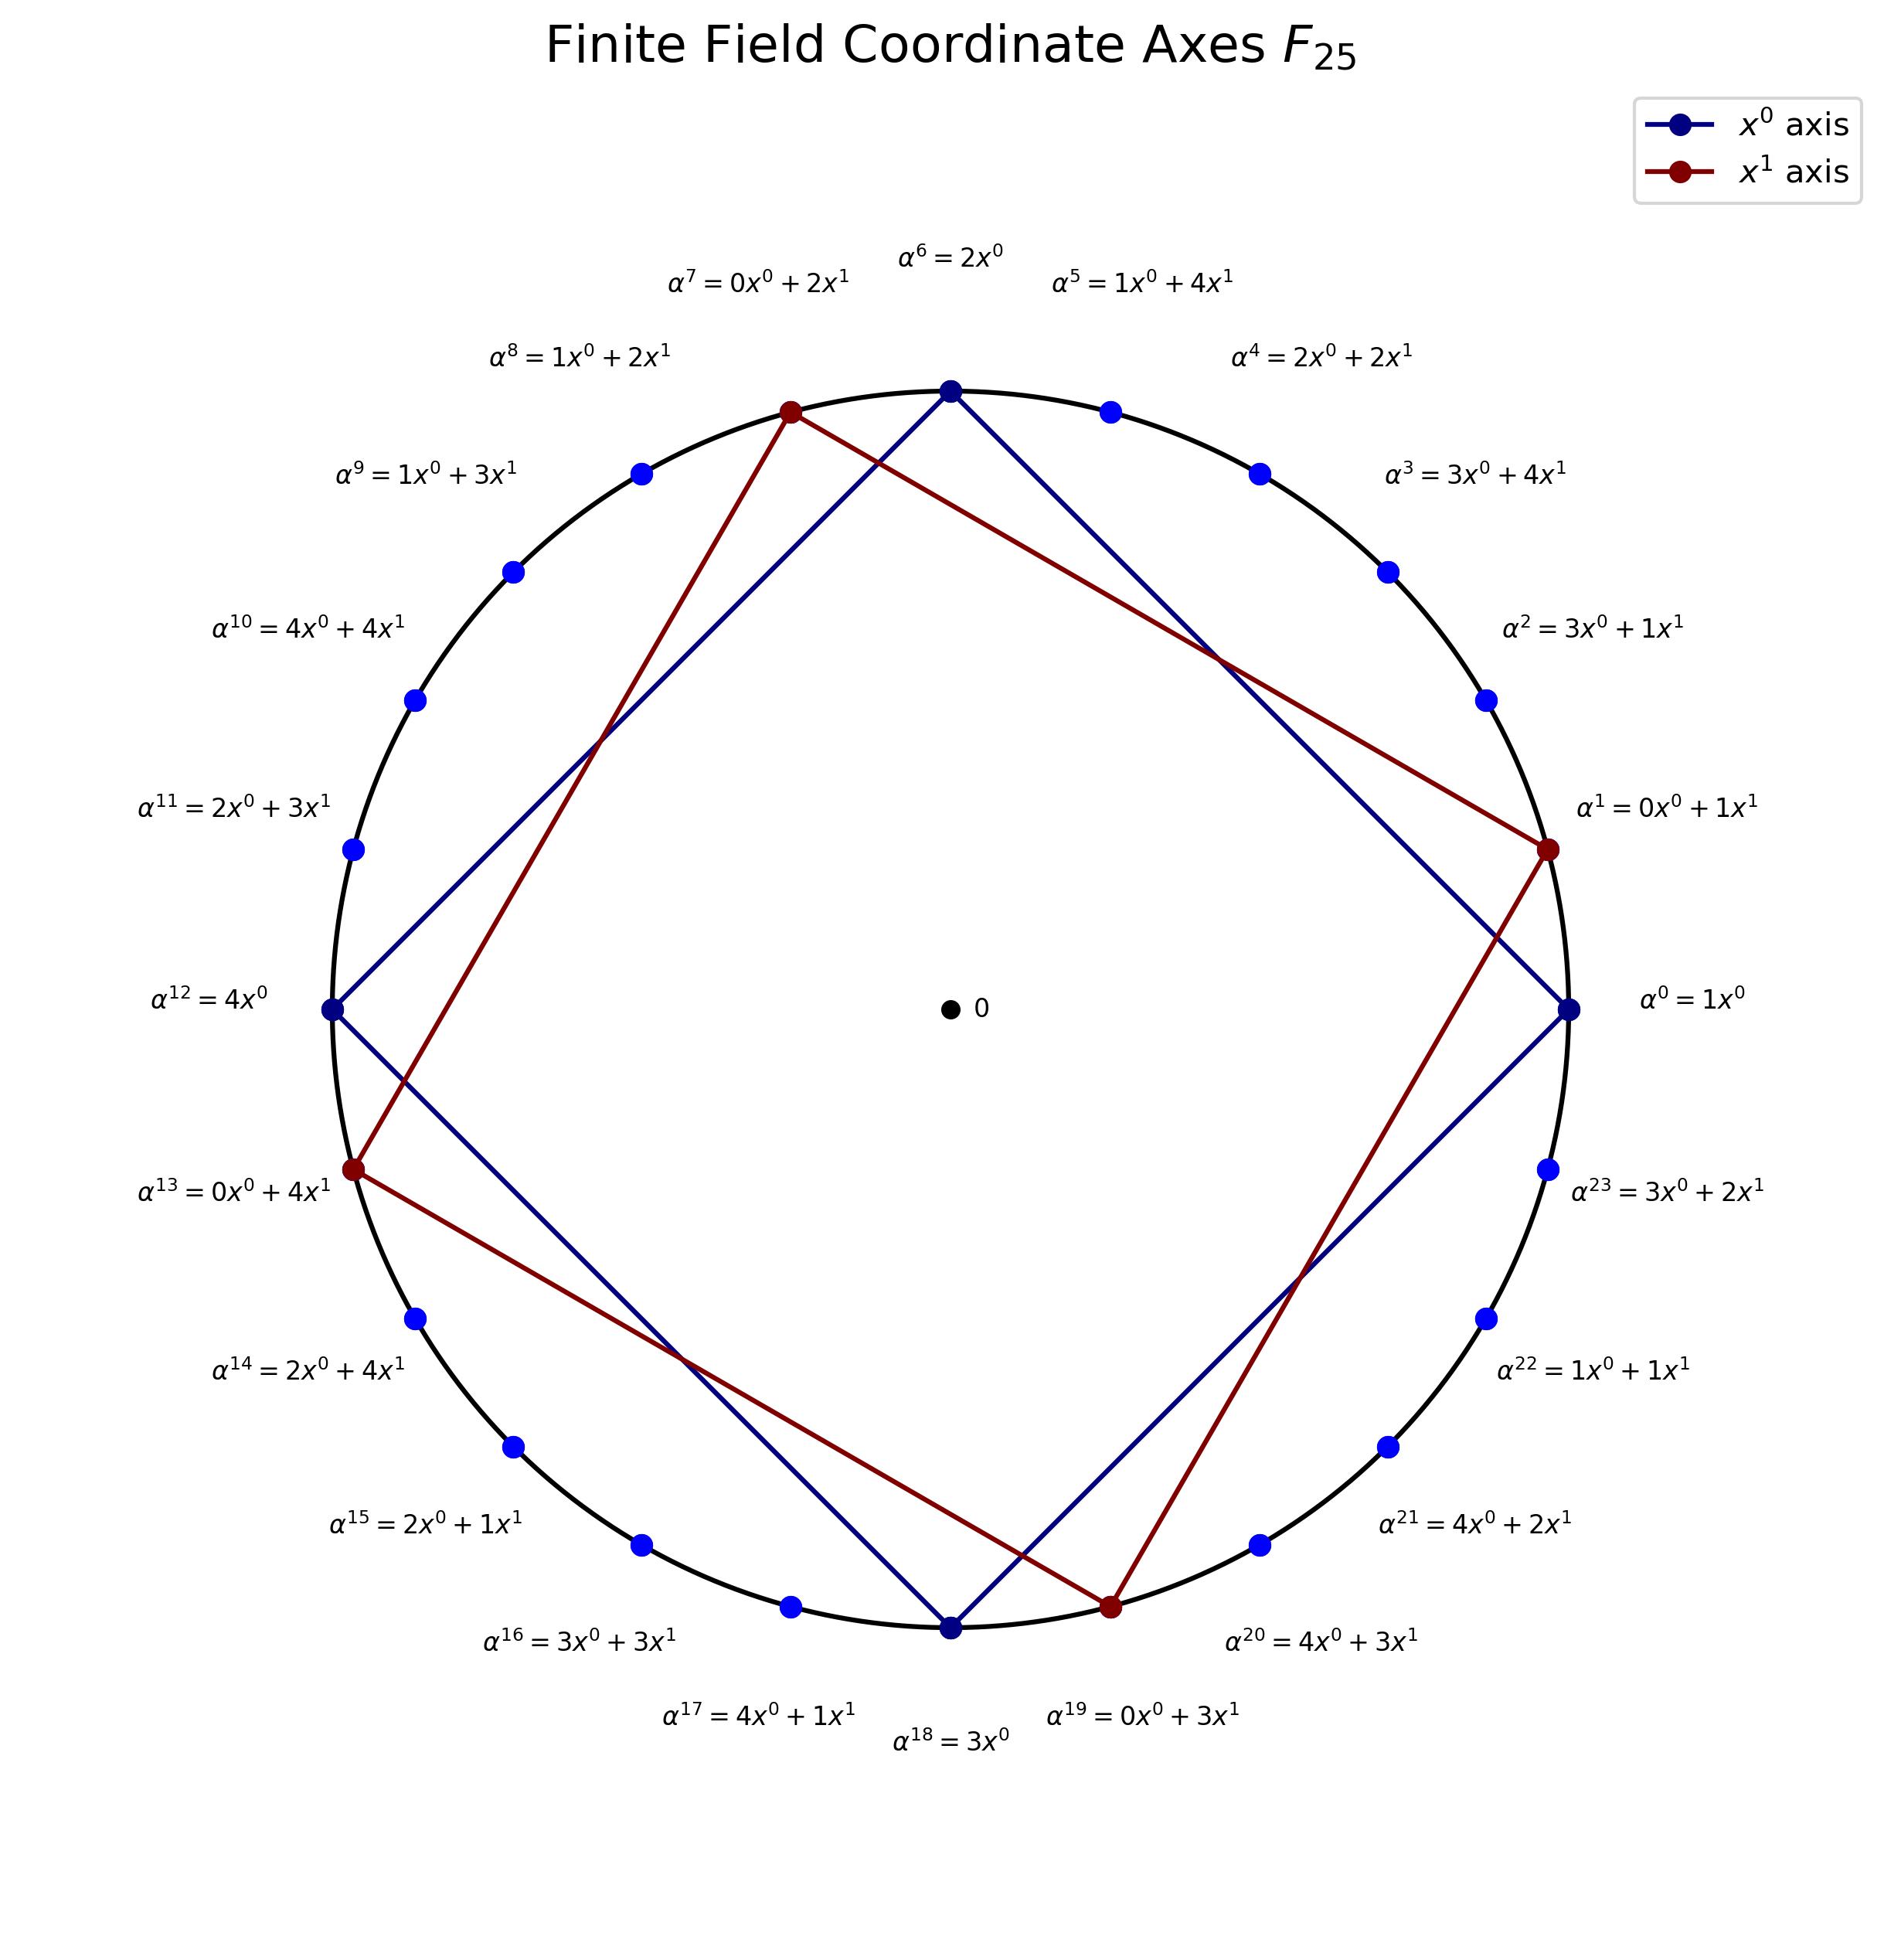 Finite Field Coordinate Axes $F_{25}$
$x^0$ axis
$x^1$ axis
$\alpha^6 = 2x^0$
$\alpha^7 = 0x^0 + 2x^1$
$\alpha^5 = 1x^0 + 4x^1$
$\alpha^8 = 1x^0 + 2x^1$
$\alpha^4 = 2x^0 + 2x^1$
$\alpha^9 = 1x^0 + 3x^1$
$\alpha^3 = 3x^0 + 4x^1$
$\alpha^{10} = 4x^0 + 4x^1$
$\alpha^2 = 3x^0 + 1x^1$
$\alpha^{11} = 2x^0 + 3x^1$
$\alpha^1 = 0x^0 + 1x^1$
$\alpha^{12} = 4x^0$
0
$\alpha^0 = 1x^0$
$\alpha^{13} = 0x^0 + 4x^1$
$\alpha^{23} = 3x^0 + 2x^1$
$\alpha^{14} = 2x^0 + 4x^1$
$\alpha^{22} = 1x^0 + 1x^1$
$\alpha^{15} = 2x^0 + 1x^1$
$\alpha^{21} = 4x^0 + 2x^1$
$\alpha^{16} = 3x^0 + 3x^1$
$\alpha^{20} = 4x^0 + 3x^1$
$\alpha^{17} = 4x^0 + 1x^1$
$\alpha^{19} = 0x^0 + 3x^1$
$\alpha^{18} = 3x^0$